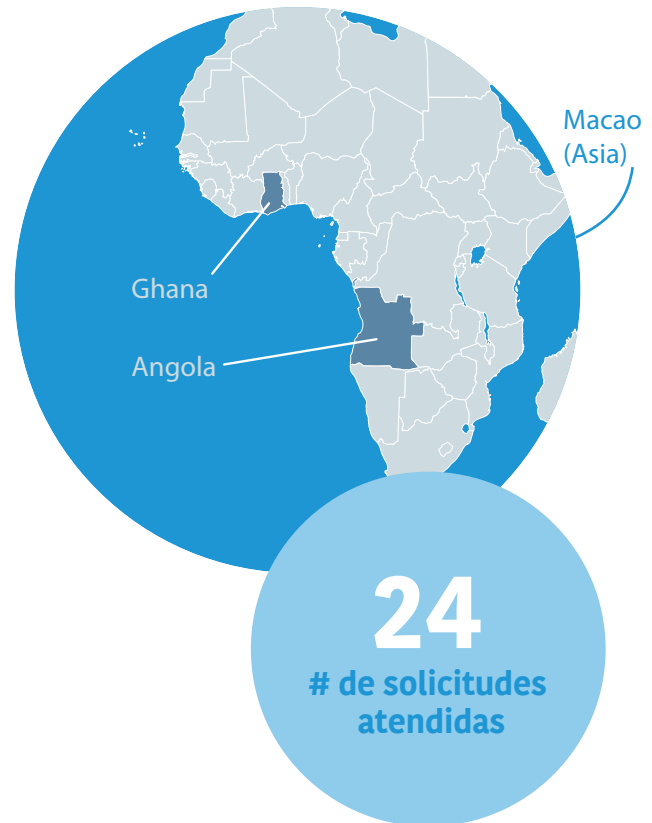 Macao
(Asia)
Ghana
Angola
24
# de solicitudes
atendidas